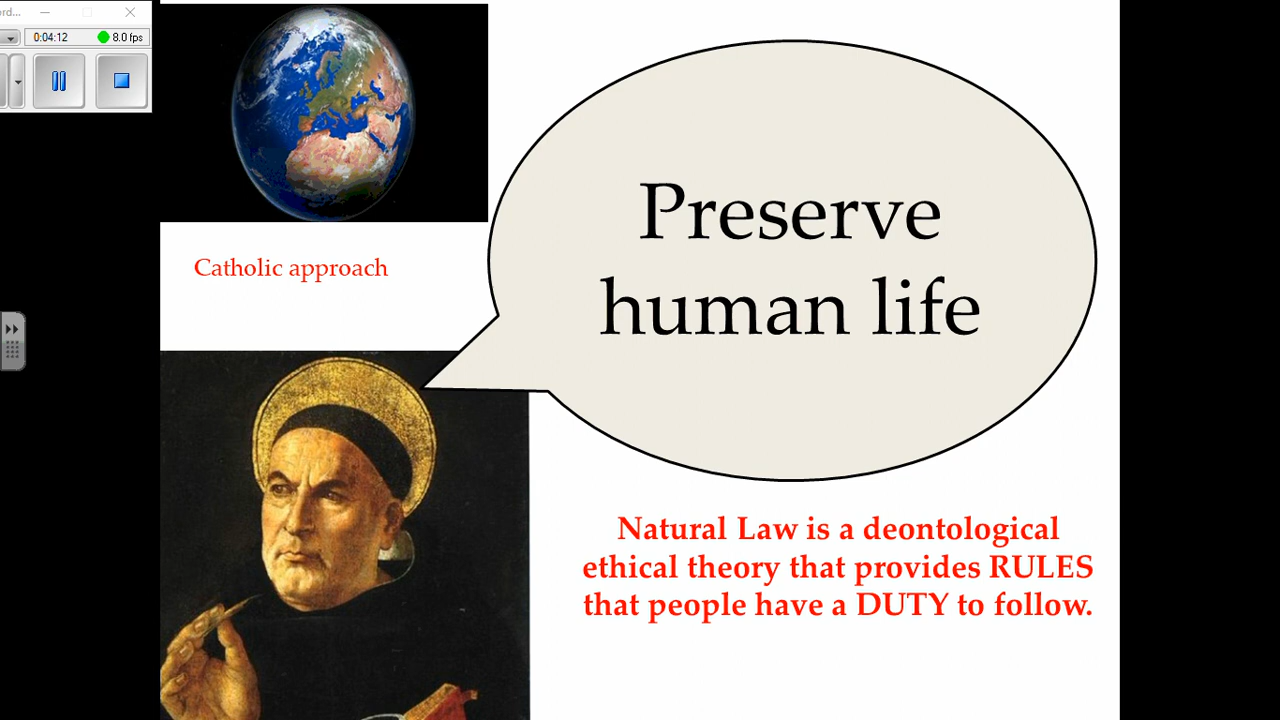 ord...
0:04:12 8.0 fps
Preserve
human life
Catholic approach
Natural Law is a deontological
ethical theory that provides RULES
that people have a DUTY to follow.